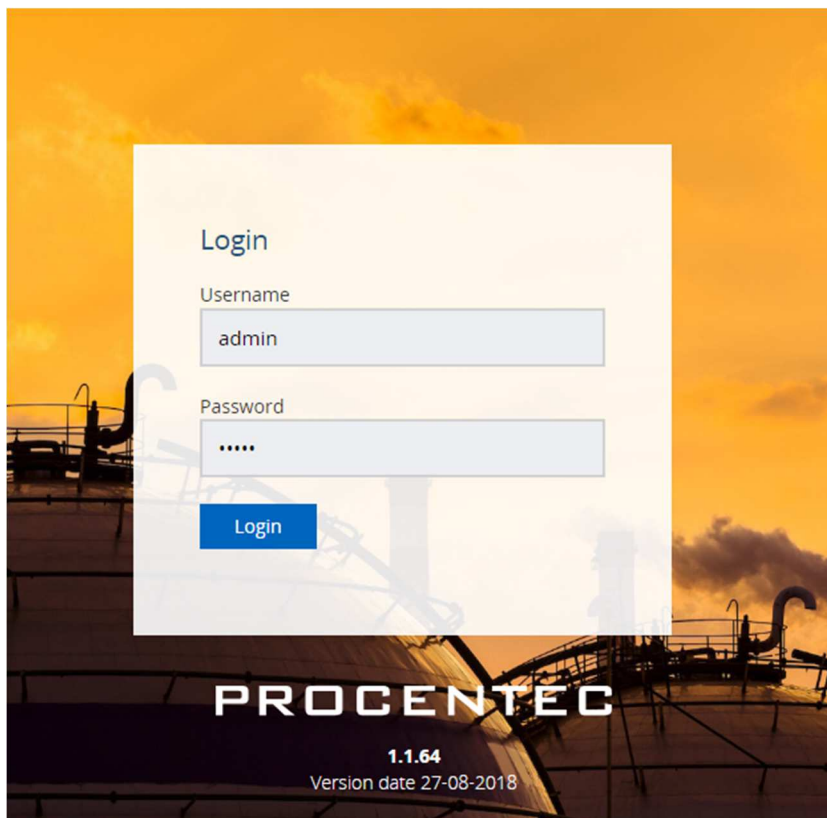 Login
Username
admin
Password
•••••
Login
PROCENTEC
1.1.64
Version date 27-08-2018